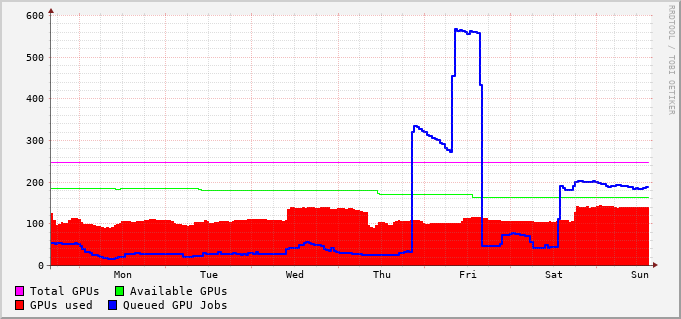 600
500
400
300
200
100
0
Mon Tue Wed Thu Fri Sat Sun
Total GPUs Available GPUs
GPUs used Queued GPU Jobs
RRDTOOL / TOBI OETIKER